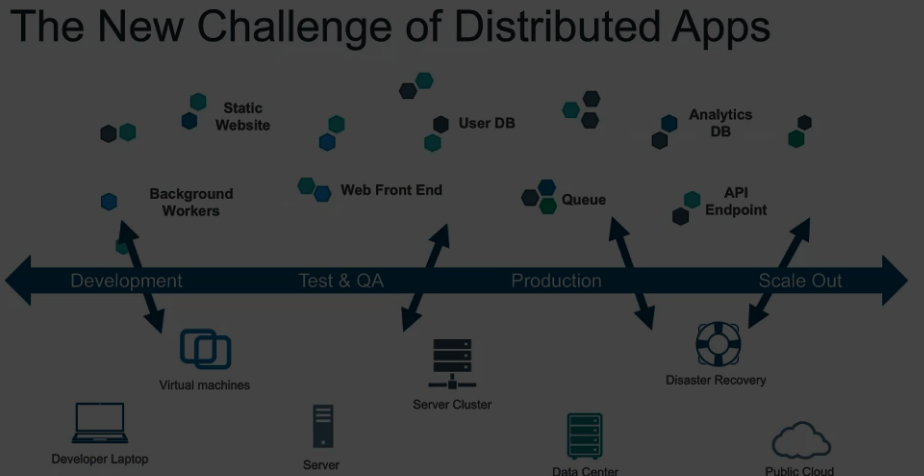 The New Challenge of Distributed Apps
Static
Website
User DB
Analytics
DB
Background
Workers
Web Front End
Queue
API
Endpoint
Development
Test & QA
Production
Scale Out
Virtual machines
Server Cluster
Disaster Recovery
Developer Laptop
Server
Data Center
Public Cloud